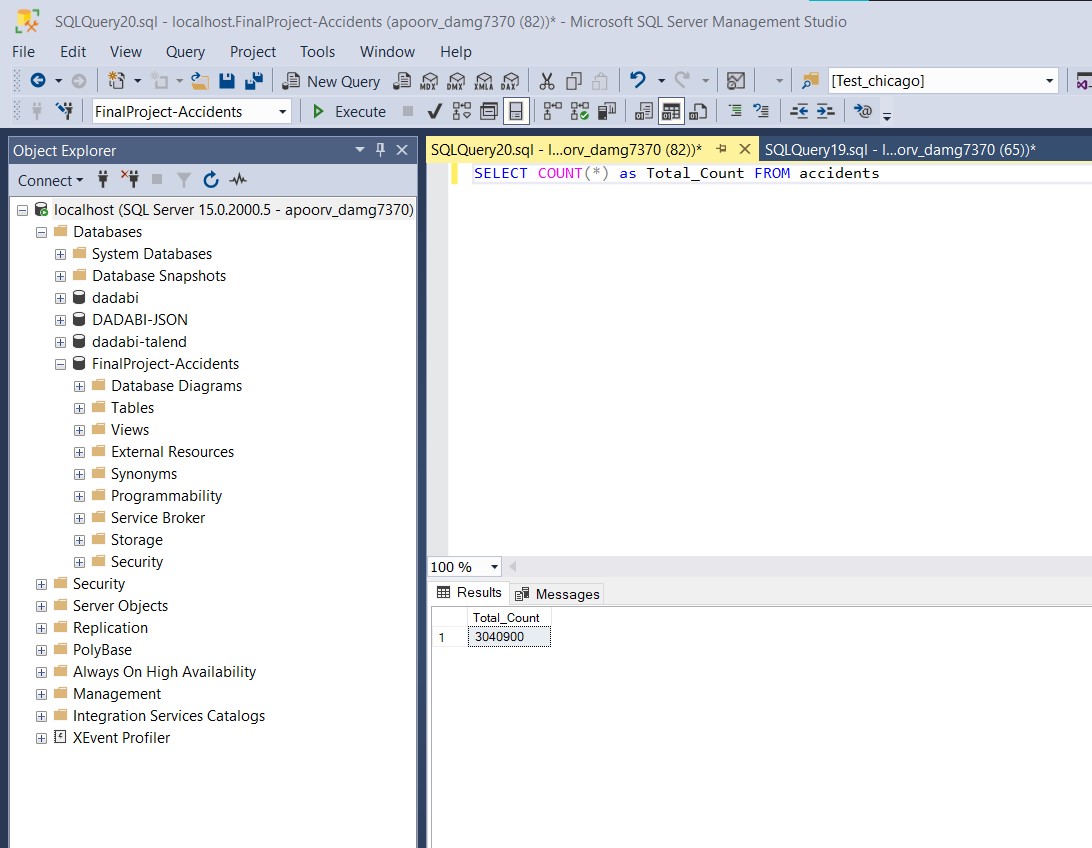 SQLQuery20.sql - localhost.FinalProject-Accidents (apoorv_damg7370 (82))* - Microsoft SQL Server Management Studio
File Edit View Query Project Tools Window Help
New Query MDX DMX XMLA DAX [Test_chicago]
FinalProject-Accidents Execute
Object Explorer
Connect
localhost (SQL Server 15.0.2000.5 - apoorv_damg7370)
Databases
System Databases
Database Snapshots
dadabi
DADABI-JSON
dadabi-talend
FinalProject-Accidents
Database Diagrams
Tables
Views
External Resources
Synonyms
Programmability
Service Broker
Storage
Security
Security
Server Objects
Replication
PolyBase
Always On High Availability
Management
Integration Services Catalogs
XEvent Profiler
SQLQuery20.sql - l...orv_damg7370 (82))* SQLQuery19.sql - l...orv_damg7370 (65))*
SELECT COUNT(*) as Total_Count FROM accidents
100 %
Results Messages
Total_Count
1 3040900